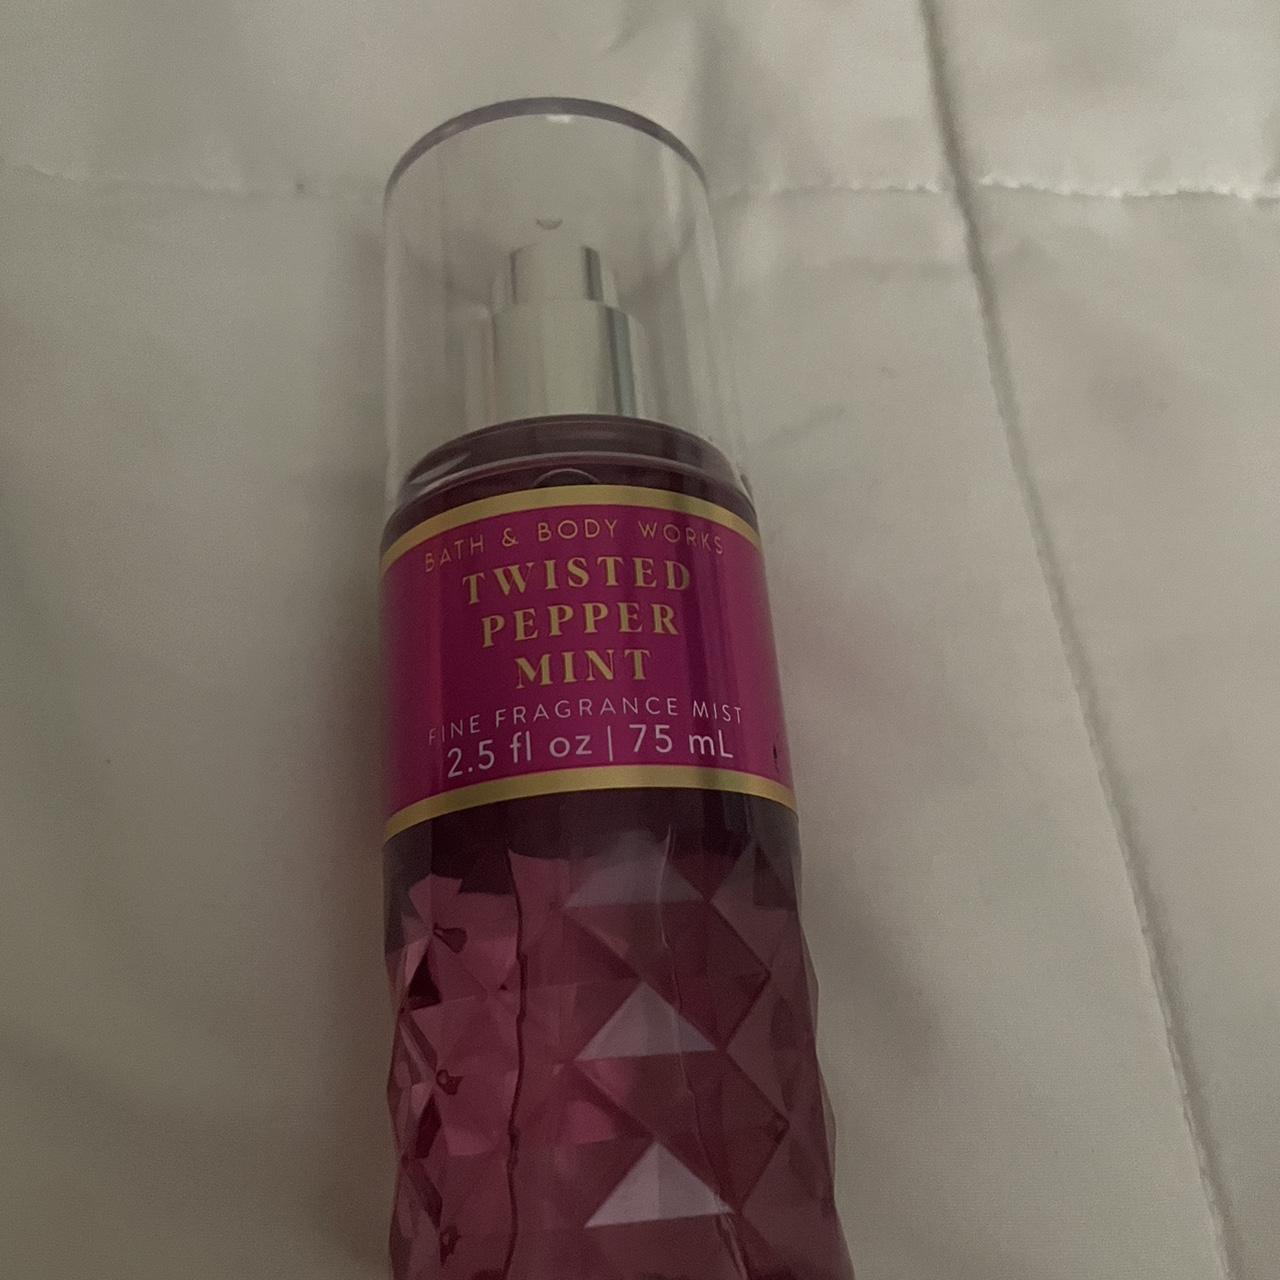 BATH & BODY WORKS
TWISTED
PEPPER
MINT
FINE FRAGRANCE MIST
2.5 fl oz | 75 mL